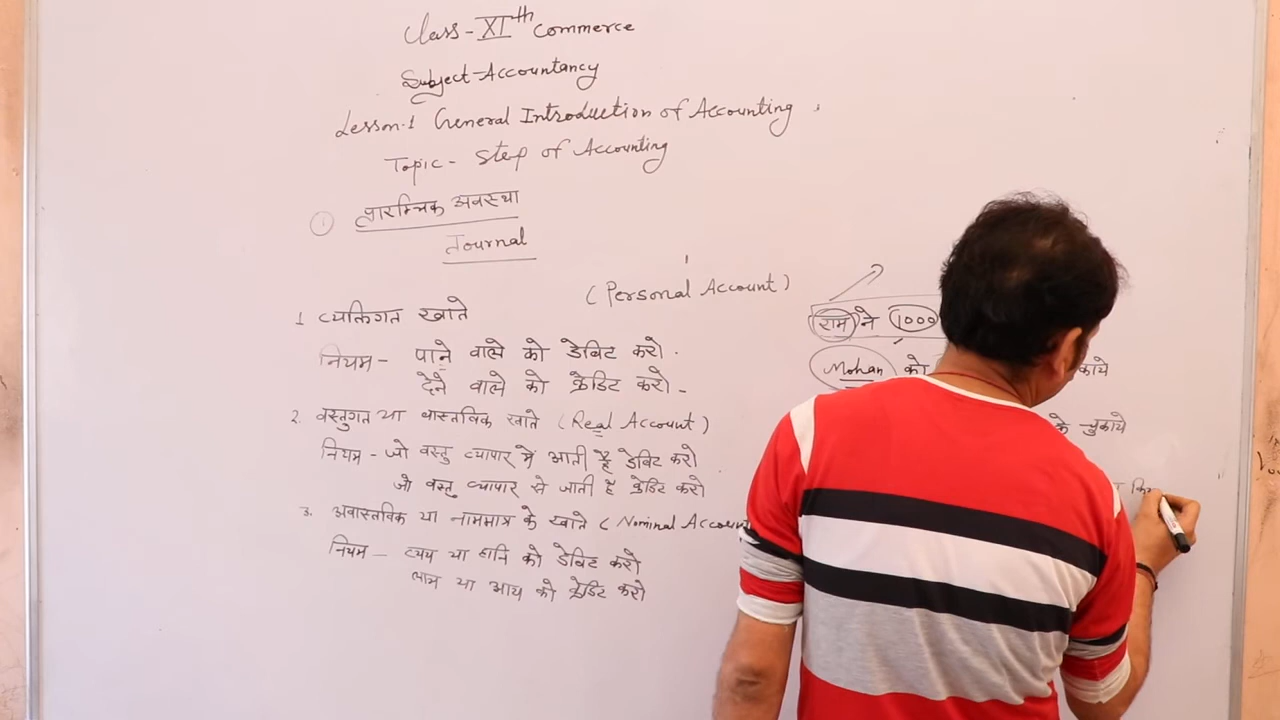 Class - XIth Commerce
Subject - Accountancy
Lesson-1 General Introduction of Accounting
Topic - Step of Accounting
① प्रारम्भिक अवस्था
Journal
(Personal Account)
1 व्यक्तिगत खाते
नियम - पाने वाले को डेबिट करो.
देने वाले को क्रेडिट करो -
2. वस्तुगत या वास्तविक खाते (Real Account)
नियम - जो वस्तु व्यापार में आती है डेबिट करो
जो वस्तु व्यापार से जाती है क्रेडिट करो
3. अवास्तविक या नाममात्र के खाते (Nominal Account
नियम - व्यय या हानि को डेबिट करो
लाभ या आय को क्रेडिट करो
राम ने 1000
Mohan को
के चुकाये